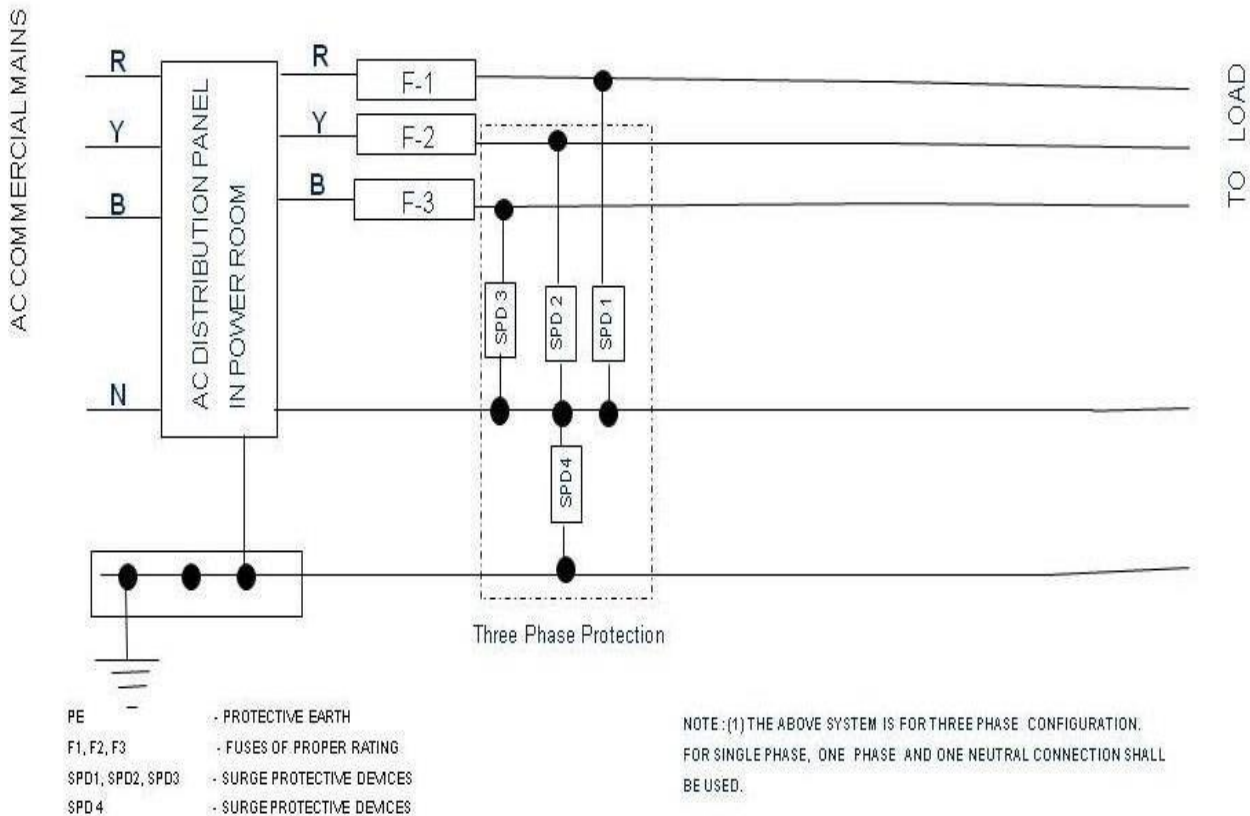 AC COMMERCIAL MAINS
R
Y
B
N
AC DISTRIBUTION PANEL
IN POWER ROOM
R
Y
B
F-1
F-2
F-3
SPD 3
SPD 2
SPD 1
SPD4
TO LOAD
Three Phase Protection
PE - PROTECTIVE EARTH
F1, F2, F3 - FUSES OF PROPER RATING
SPD1, SPD2, SPD3 - SURGE PROTECTIVE DEVICES
SPD 4 - SURGE PROTECTIVE DEVICES
NOTE : (1) THE ABOVE SYSTEM IS FOR THREE PHASE CONFIGURATION.
FOR SINGLE PHASE, ONE PHASE AND ONE NEUTRAL CONNECTION SHALL
BE USED.